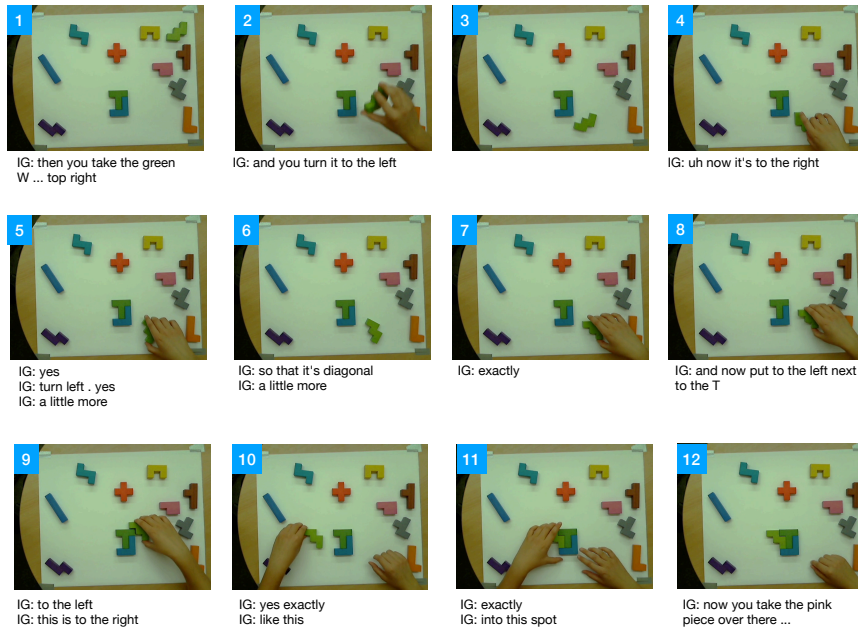 1
IG: then you take the green
W ... top right
2
IG: and you turn it to the left
3
4
IG: uh now it's to the right
5
IG: yes
IG: turn left . yes
IG: a little more
6
IG: so that it's diagonal
IG: a little more
7
IG: exactly
8
IG: and now put to the left next
to the T
9
IG: to the left
IG: this is to the right
10
IG: yes exactly
IG: like this
11
IG: exactly
IG: into this spot
12
IG: now you take the pink
piece over there ...